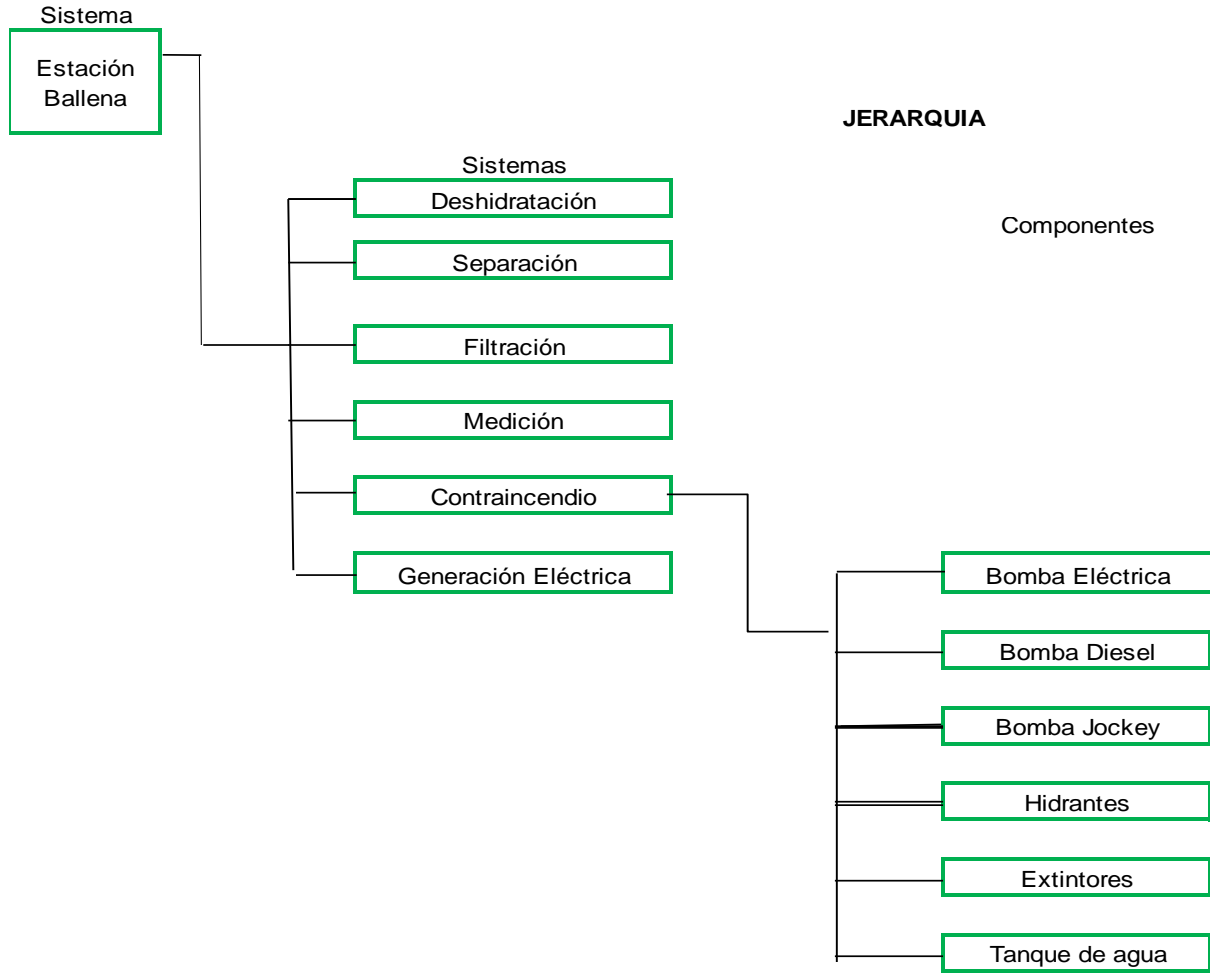 Sistema
Estación
Ballena
JERARQUIA
Sistemas
Deshidratación
Componentes
Separación
Filtración
Medición
Contraincendio
Generación Eléctrica
Bomba Eléctrica
Bomba Diesel
Bomba Jockey
Hidrantes
Extintores
Tanque de agua